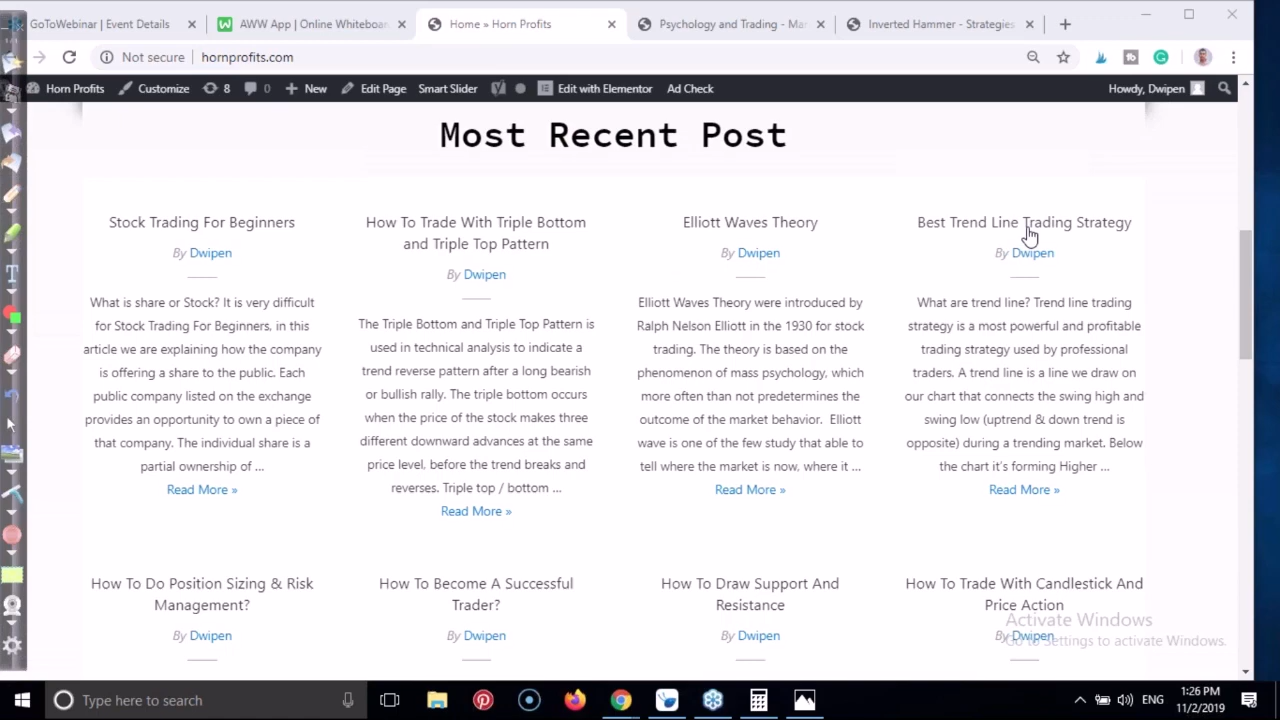 GoToWebinar | Event Details
AWW App | Online Whiteboar
Home » Horn Profits
Psychology and Trading - Mar
Inverted Hammer - Strategies
Not secure
hornprofits.com
Horn Profits
Customize
8
0
New
Edit Page
Smart Slider
Edit with Elementor
Ad Check
Howdy, Dwipen
Most Recent Post
Stock Trading For Beginners
By Dwipen
What is share or Stock? It is very difficult
for Stock Trading For Beginners, in this
article we are explaining how the company
is offering a share to the public. Each
public company listed on the exchange
provides an opportunity to own a piece of
that company. The individual share is a
partial ownership of ...
Read More »
How To Trade With Triple Bottom
and Triple Top Pattern
By Dwipen
The Triple Bottom and Triple Top Pattern is
used in technical analysis to indicate a
trend reverse pattern after a long bearish
or bullish rally. The triple bottom occurs
when the price of the stock makes three
different downward advances at the same
price level, before the trend breaks and
reverses. Triple top / bottom ...
Read More »
Elliott Waves Theory
By Dwipen
Elliott Waves Theory were introduced by
Ralph Nelson Elliott in the 1930 for stock
trading. The theory is based on the
phenomenon of mass psychology, which
more often than not predetermines the
outcome of the market behavior.  Elliott
wave is one of the few study that able to
tell where the market is now, where it ...
Read More »
Best Trend Line Trading Strategy
By Dwipen
What are trend line? Trend line trading
strategy is a most powerful and profitable
trading strategy used by professional
traders. A trend line is a line we draw on
our chart that connects the swing high and
swing low (uptrend & down trend is
opposite) during a trending market. Below
the chart it's forming Higher ...
Read More »
How To Do Position Sizing & Risk
Management?
By Dwipen
How To Become A Successful
Trader?
By Dwipen
How To Draw Support And
Resistance
By Dwipen
How To Trade With Candlestick And
Price Action
By Dwipen
Activate Windows
Go to Settings to activate Windows.
Type here to search
ENG
1:26 PM
11/2/2019